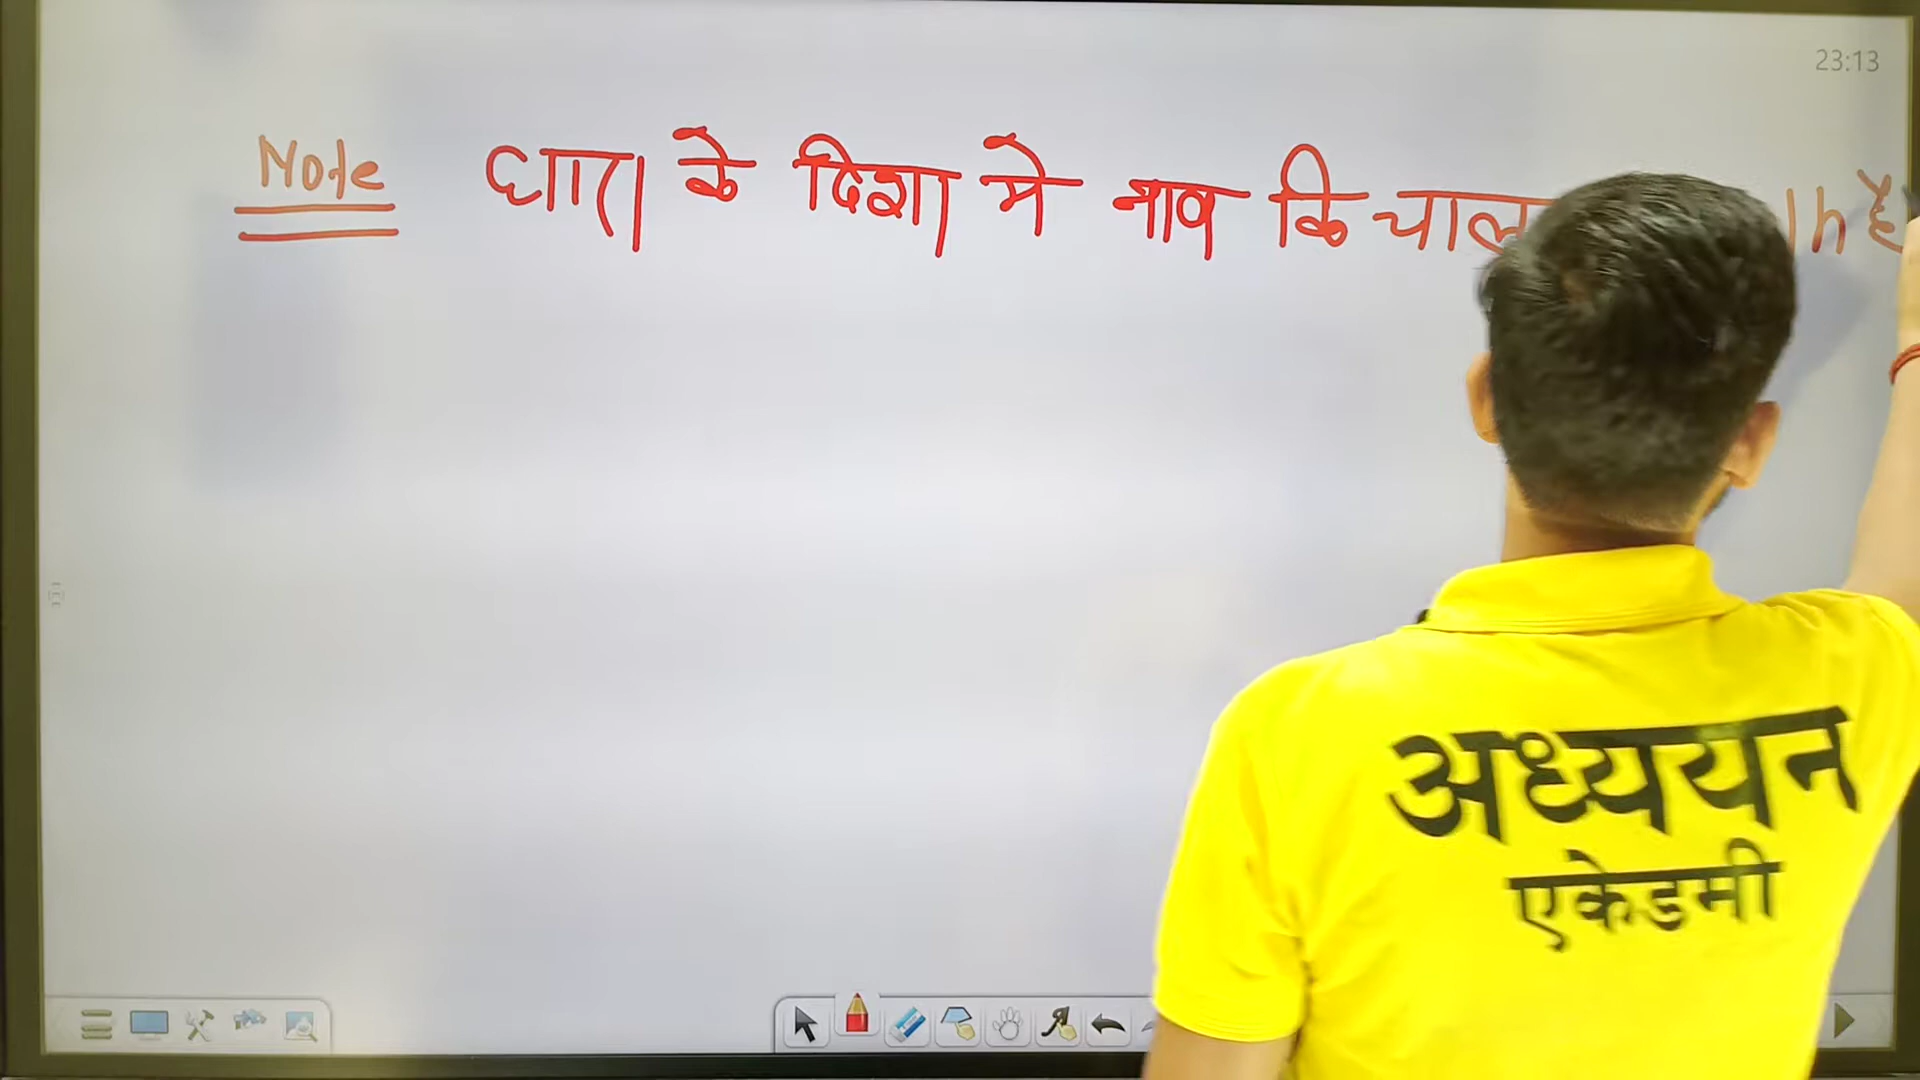 23:13
Note धारा के दिशा मे नाव कि चाल है
अध्ययन
एकेडमी